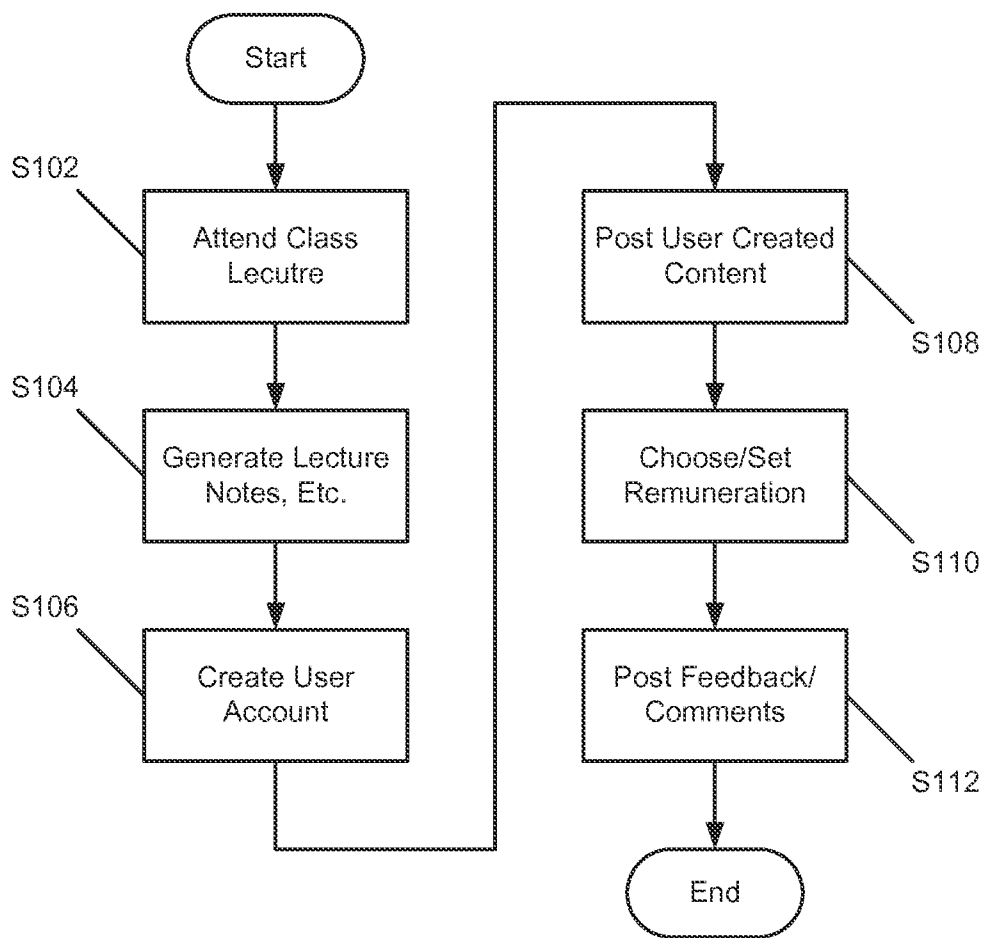 Start
S102
Attend Class
Lecutre
S104
Generate Lecture
Notes, Etc.
S106
Create User
Account
Post User Created
Content
S108
Choose/Set
Remuneration
S110
Post Feedback/
Comments
S112
End